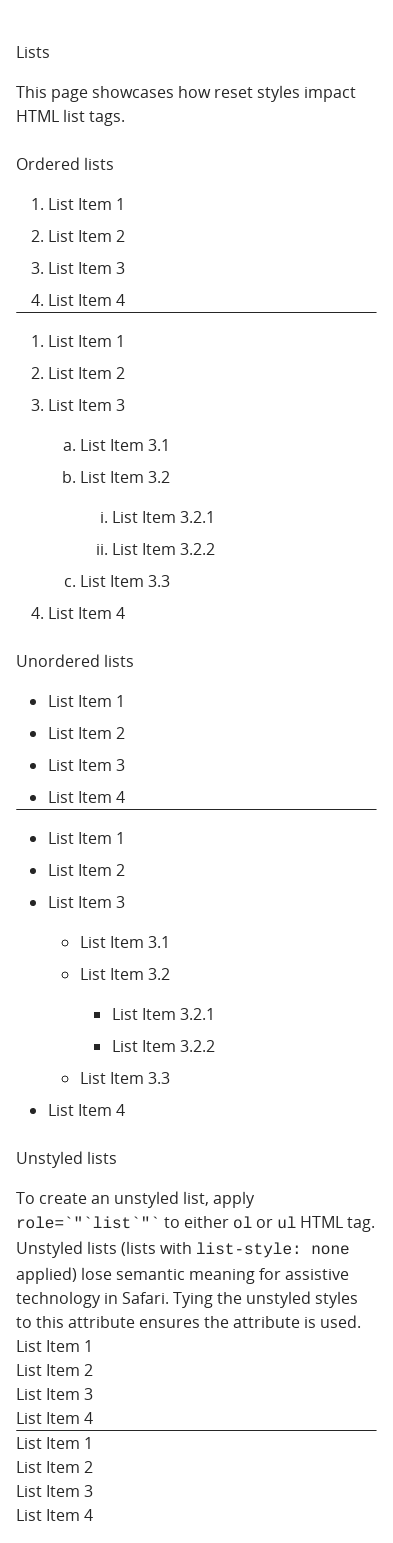 Lists
This page showcases how reset styles impact
HTML list tags.
Ordered lists
1. List Item 1
2. List Item 2
3. List Item 3
4. List Item 4
1. List Item 1
2. List Item 2
3. List Item 3
a. List Item 3.1
b. List Item 3.2
i. List Item 3.2.1
ii. List Item 3.2.2
c. List Item 3.3
4. List Item 4
Unordered lists
• List Item 1
• List Item 2
• List Item 3
• List Item 4
• List Item 1
• List Item 2
• List Item 3
◦ List Item 3.1
◦ List Item 3.2
▪ List Item 3.2.1
▪ List Item 3.2.2
◦ List Item 3.3
• List Item 4
Unstyled lists
To create an unstyled list, apply
role=`"`list`"` to either ol or ul HTML tag.
Unstyled lists (lists with list-style: none
applied) lose semantic meaning for assistive
technology in Safari. Tying the unstyled styles
to this attribute ensures the attribute is used.
List Item 1
List Item 2
List Item 3
List Item 4
List Item 1
List Item 2
List Item 3
List Item 4